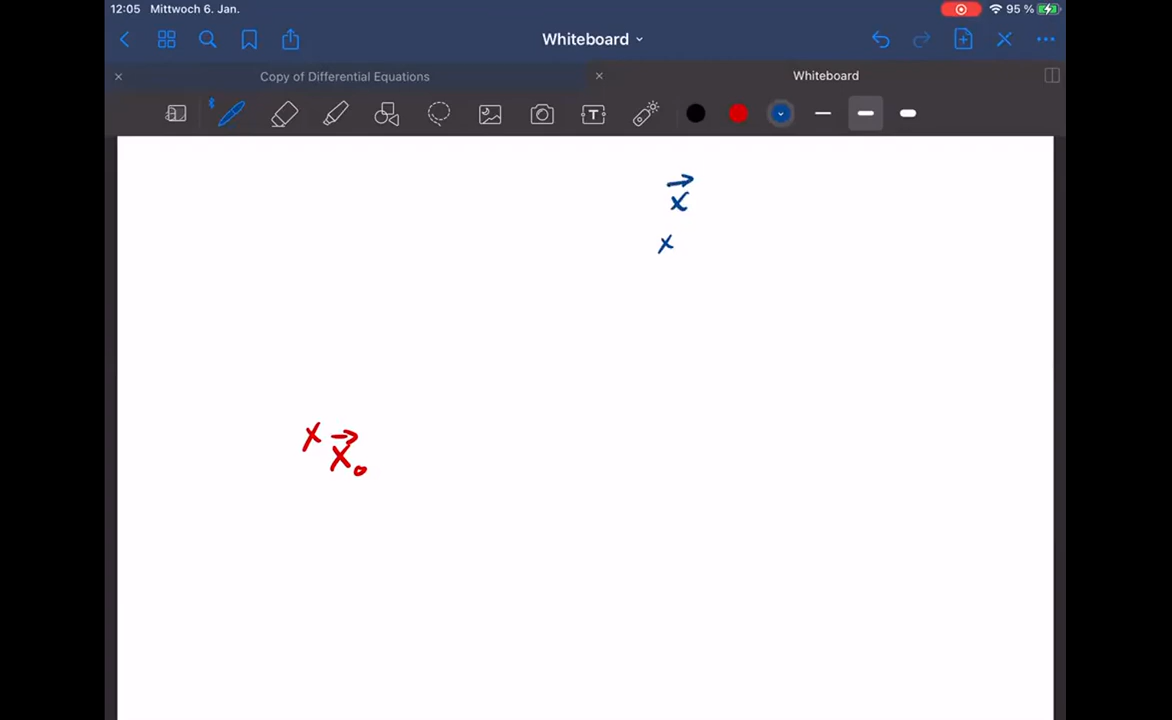 12:05 Mittwoch 6. Jan. 95 %
Whiteboard
Copy of Differential Equations
Whiteboard
T
x⃗
x
x x⃗₀